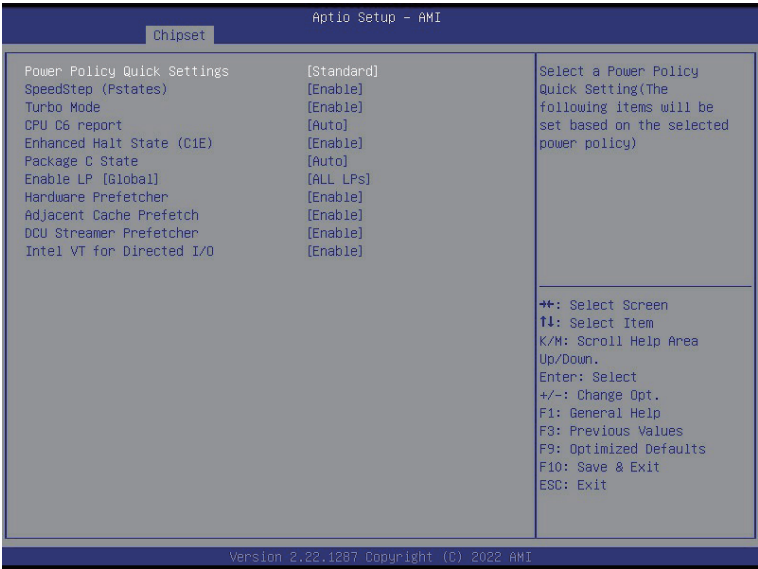 Aptio Setup – AMI
Chipset
Power Policy Quick Settings [Standard]
SpeedStep (Pstates) [Enable]
Turbo Mode [Enable]
CPU C6 report [Auto]
Enhanced Halt State (C1E) [Enable]
Package C State [Auto]
Enable LP [Global] [ALL LPs]
Hardware Prefetcher [Enable]
Adjacent Cache Prefetch [Enable]
DCU Streamer Prefetcher [Enable]
Intel VT for Directed I/O [Enable]
Select a Power Policy
Quick Setting(The
following items will be
set based on the selected
power policy)
→←: Select Screen
↑↓: Select Item
K/M: Scroll Help Area
Up/Down.
Enter: Select
+/-: Change Opt.
F1: General Help
F3: Previous Values
F9: Optimized Defaults
F10: Save & Exit
ESC: Exit
Version 2.22.1287 Copyright (C) 2022 AMI